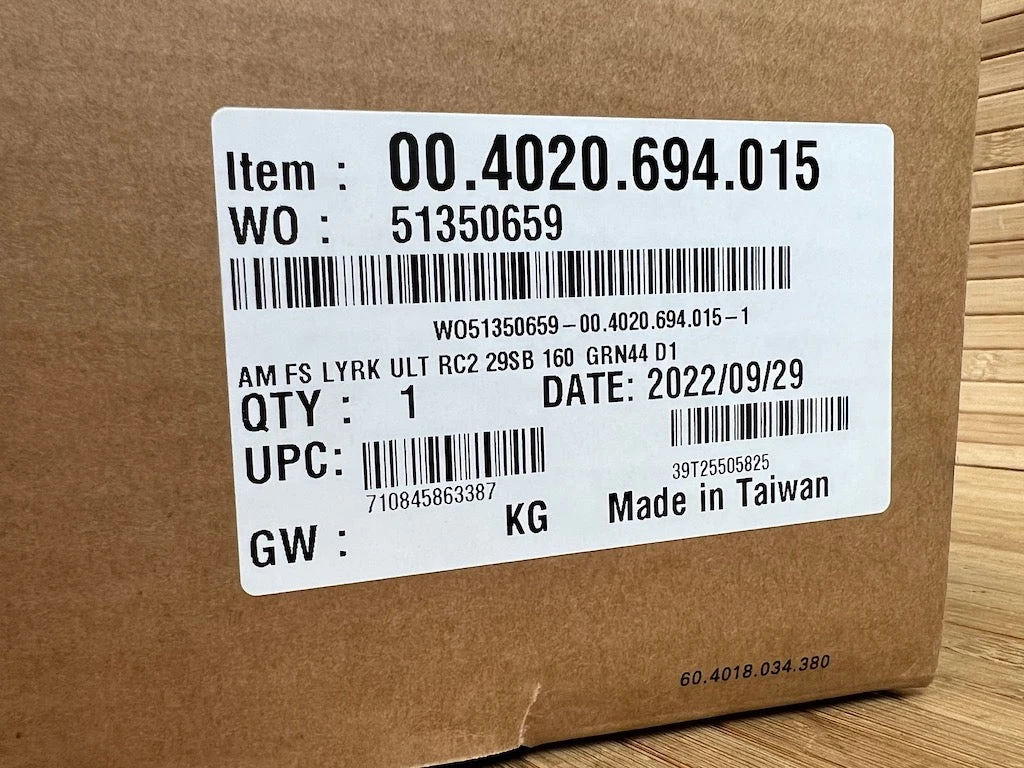 Item : 00.4020.694.015
WO : 51350659
WO51350659-00.4020.694.015-1
AM FS LYRK ULT RC2 29SB 160 GRN44 D1
QTY : 1 DATE: 2022/09/29
UPC: 710845863387
39T25505825
GW : KG Made in Taiwan
60.4018.034.380